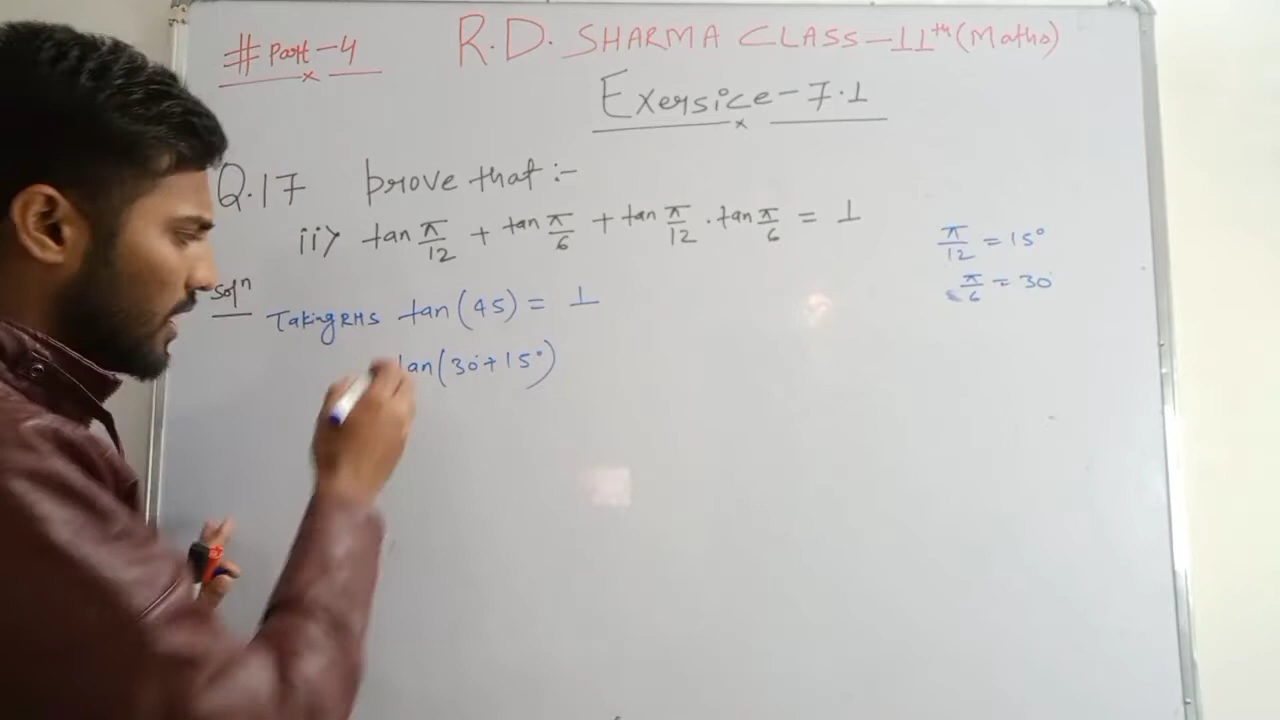 # Part-4
R.D. SHARMA CLASS-11th (Maths)
Exersice-7.1
Q.17 prove that :-
ii) tan π/12 + tan π/6 + tan π/12 . tan π/6 = 1
π/12 = 15°
π/6 = 30
Soln
Taking RHS tan(45) = 1
tan(30+15°)